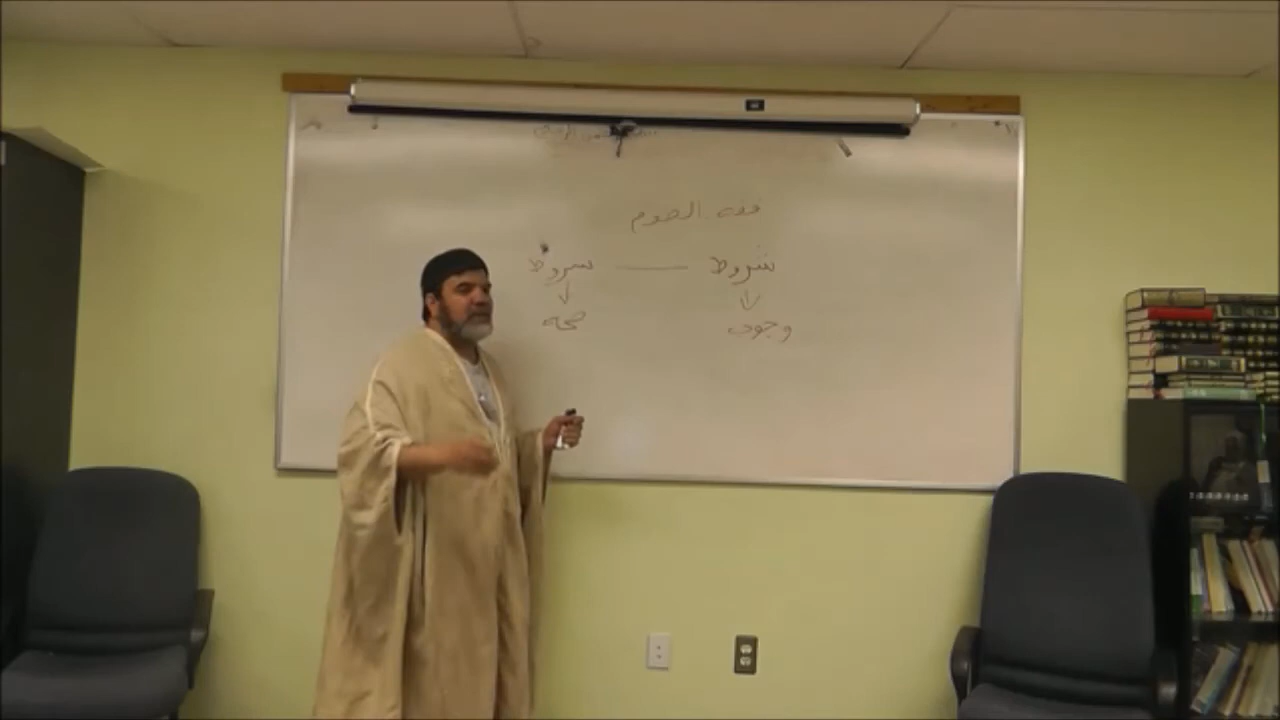 فقه الصوم
شروط — شروط
وجوب صحة